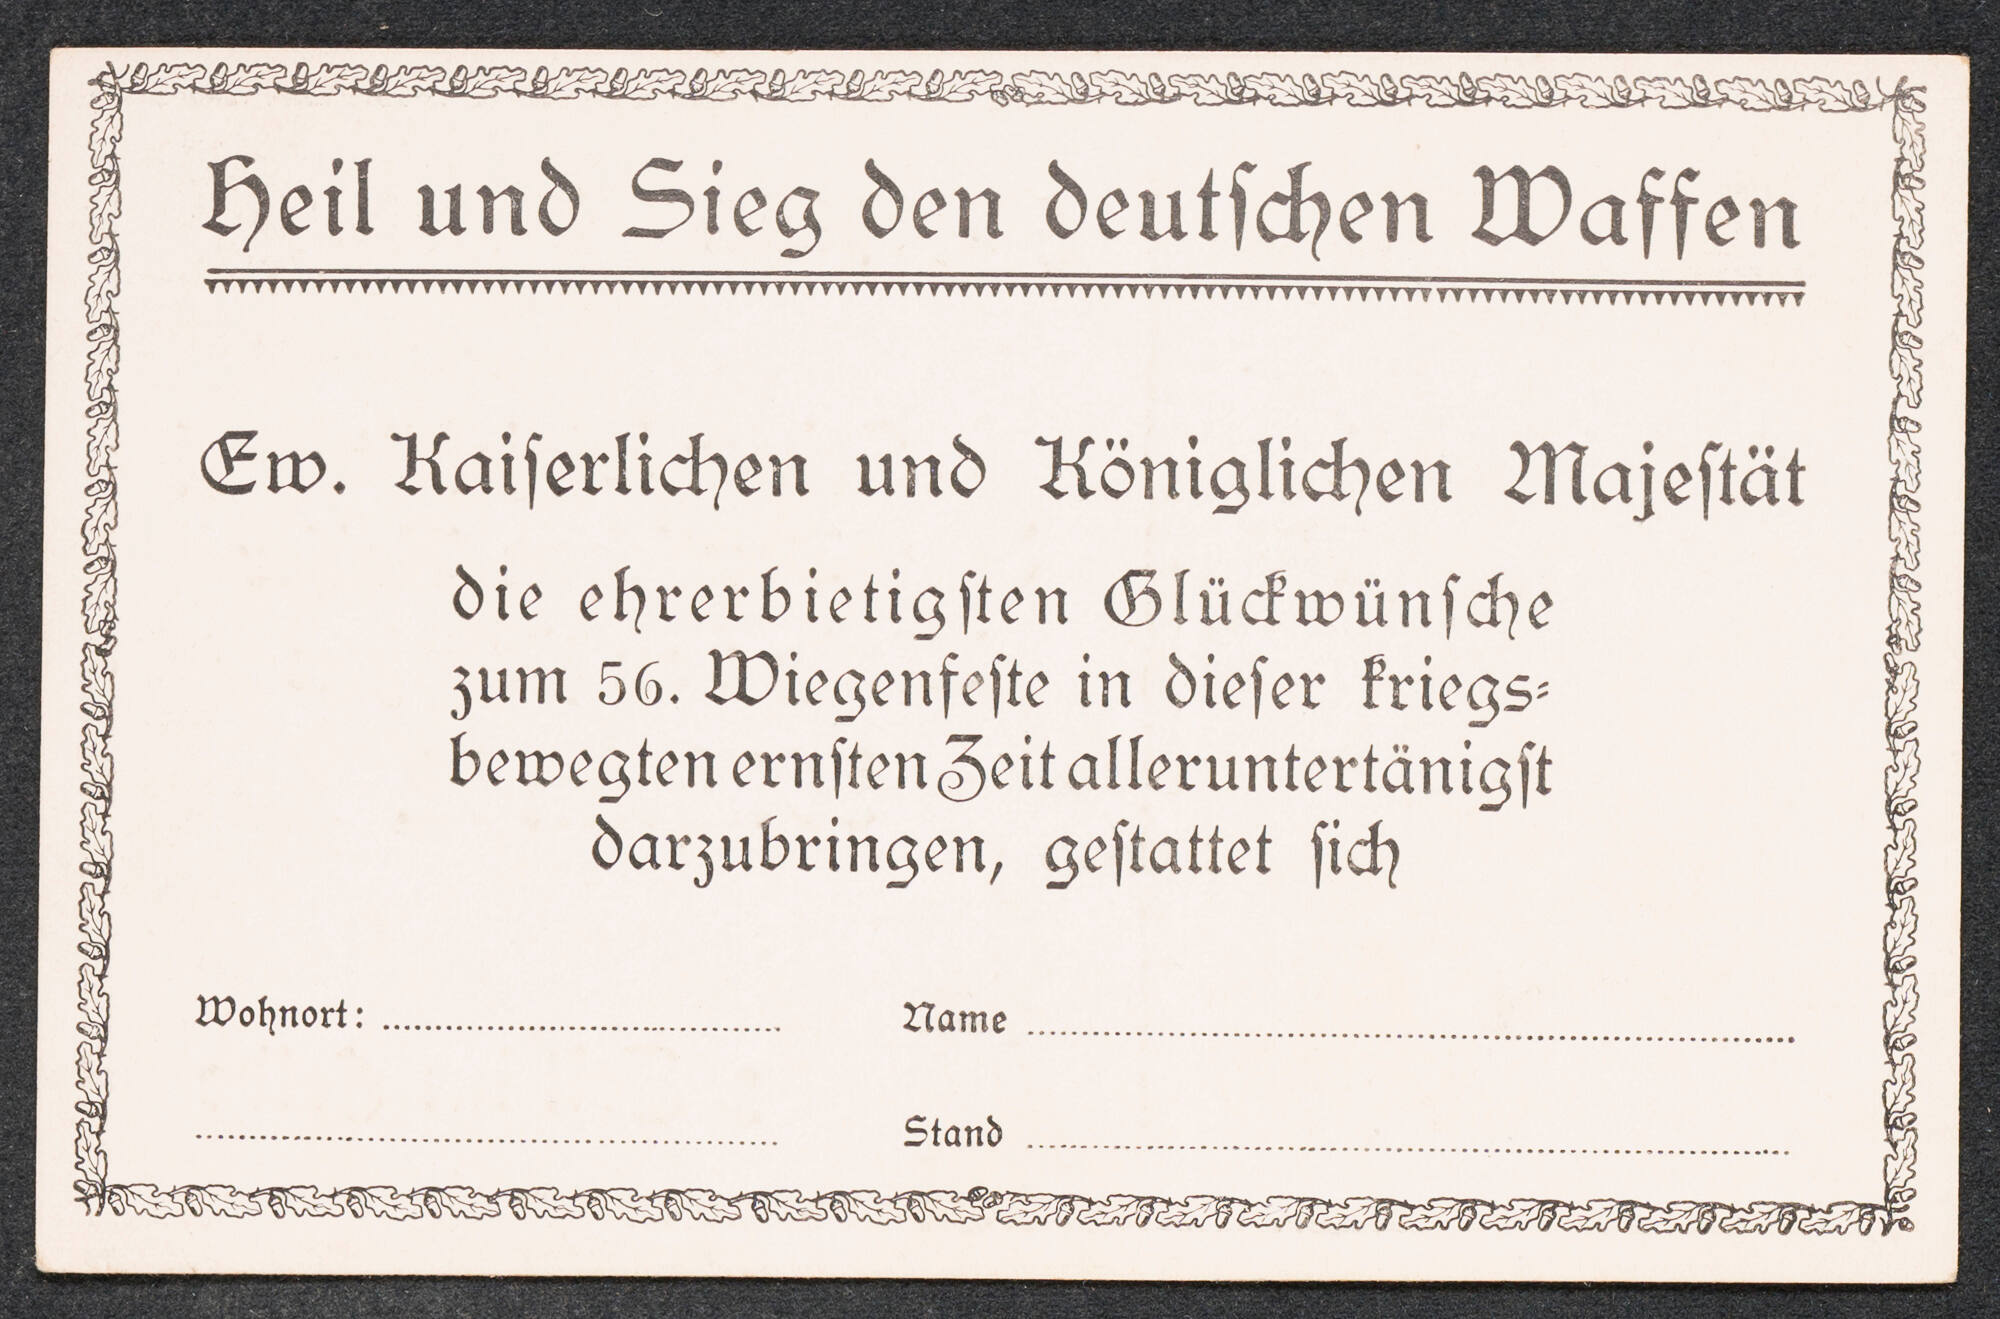 Heil und Sieg den deutſchen Waffen
Ew. Kaiſerlichen und Königlichen Majeſtät
die ehrerbietigſten Glückwünſche
zum 56. Wiegenfeſte in dieſer kriegs-
bewegten ernſten Zeit alleruntertänigſt
darzubringen, geſtattet ſich
Wohnort: Name
Stand